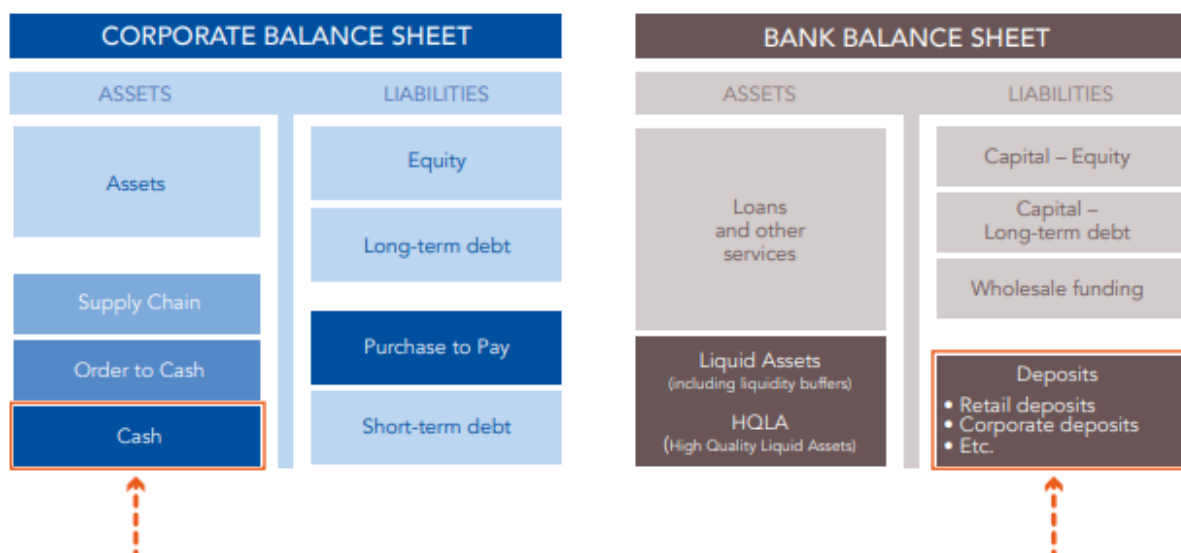 CORPORATE BALANCE SHEET
ASSETS
LIABILITIES
Assets
Supply Chain
Order to Cash
Cash
Equity
Long-term debt
Purchase to Pay
Short-term debt
BANK BALANCE SHEET
ASSETS
LIABILITIES
Loans
and other
services
Liquid Assets
(including liquidity buffers)
HQLA
(High Quality Liquid Assets)
Capital – Equity
Capital –
Long-term debt
Wholesale funding
Deposits
• Retail deposits
• Corporate deposits
• Etc.